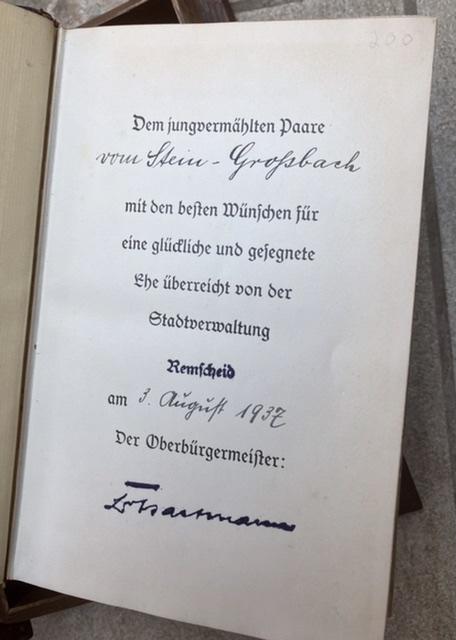 200
Dem jungvermählten Paare
vom Stein - Großbach
mit den besten Wünschen für
eine glückliche und gesegnete
Ehe überreicht von der
Stadtverwaltung
Remscheid
am 3. August 1937
Der Oberbürgermeister: